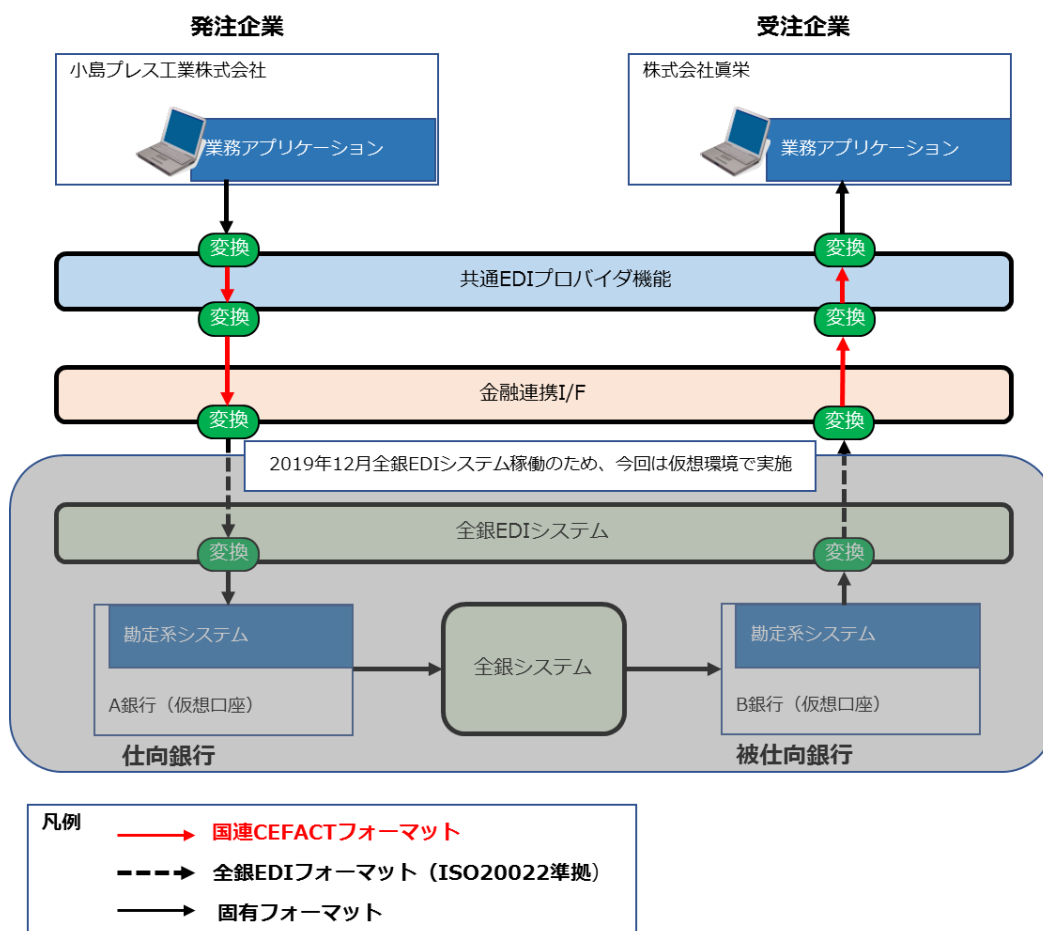 発注企業
受注企業
小島プレス工業株式会社
株式会社眞栄
業務アプリケーション
業務アプリケーション
変換
変換
共通EDIプロバイダ機能
変換
変換
金融連携I/F
変換
変換
2019年12月全銀EDIシステム稼働のため、今回は仮想環境で実施
全銀EDIシステム
変換
変換
勘定系システム
全銀システム
勘定系システム
A銀行（仮想口座）
B銀行（仮想口座）
仕向銀行
被仕向銀行
凡例
国連CEFACTフォーマット
全銀EDIフォーマット（ISO20022準拠）
固有フォーマット